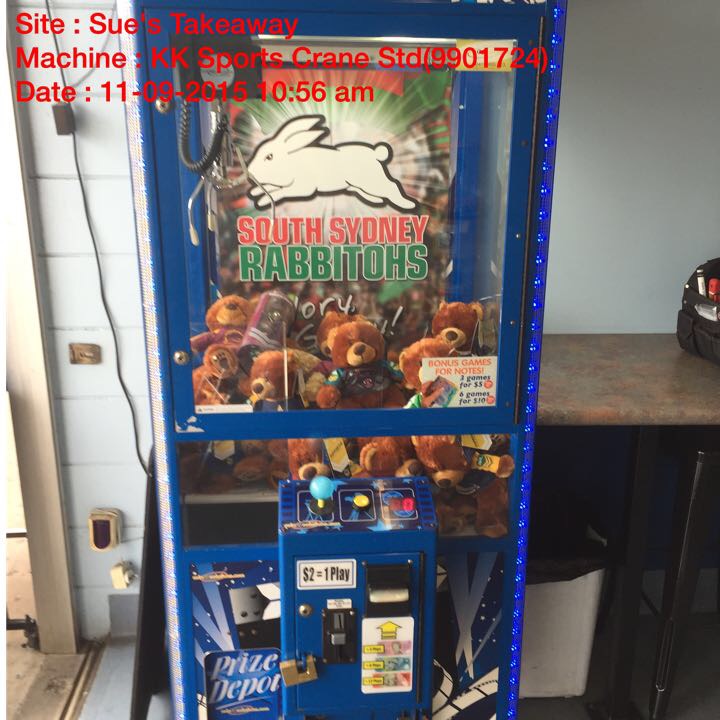 Site : Sue's Takeaway
Machine : KK Sports Crane Std(9901724)
Date : 11-09-2015 10:56 am
SOUTH SYDNEY
RABBITOHS
Glory,
BONUS GAMES
FOR NOTES!
3 games
for $5
6 games
for $10
$2 = 1 Play
Prize
Depot